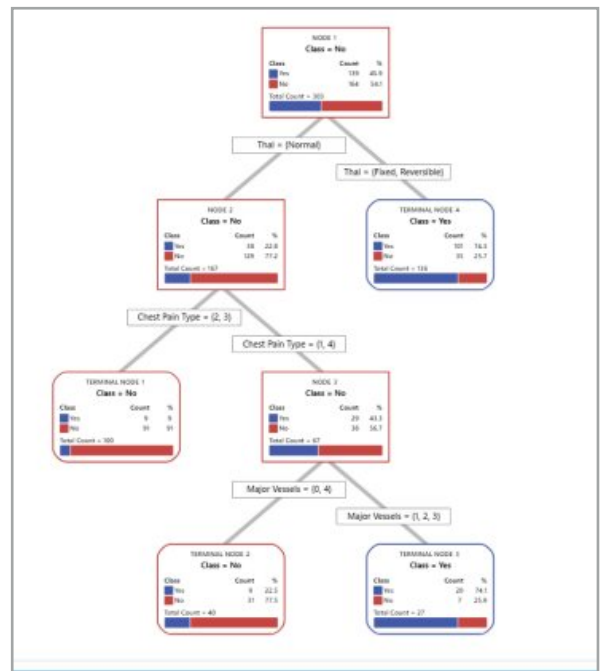 NODE 1
Class = No
Class Count %
Yes 139 45.9
No 164 54.1
Total Count = 303
Thal = (Normal)
Thal = (Fixed, Reversible)
NODE 2
Class = No
Class Count %
Yes 38 22.8
No 129 77.2
Total Count = 167
TERMINAL NODE 4
Class = Yes
Class Count %
Yes 101 74.3
No 35 25.7
Total Count = 136
Chest Pain Type = (2, 3)
Chest Pain Type = (1, 4)
TERMINAL NODE 1
Class = No
Class Count %
Yes 9 9
No 91 91
Total Count = 100
NODE 3
Class = No
Class Count %
Yes 29 43.3
No 38 56.7
Total Count = 67
Major Vessels = (0, 4)
Major Vessels = (1, 2, 3)
TERMINAL NODE 2
Class = No
Class Count %
Yes 9 22.5
No 31 77.5
Total Count = 40
TERMINAL NODE 3
Class = Yes
Class Count %
Yes 20 74.1
No 7 25.9
Total Count = 27